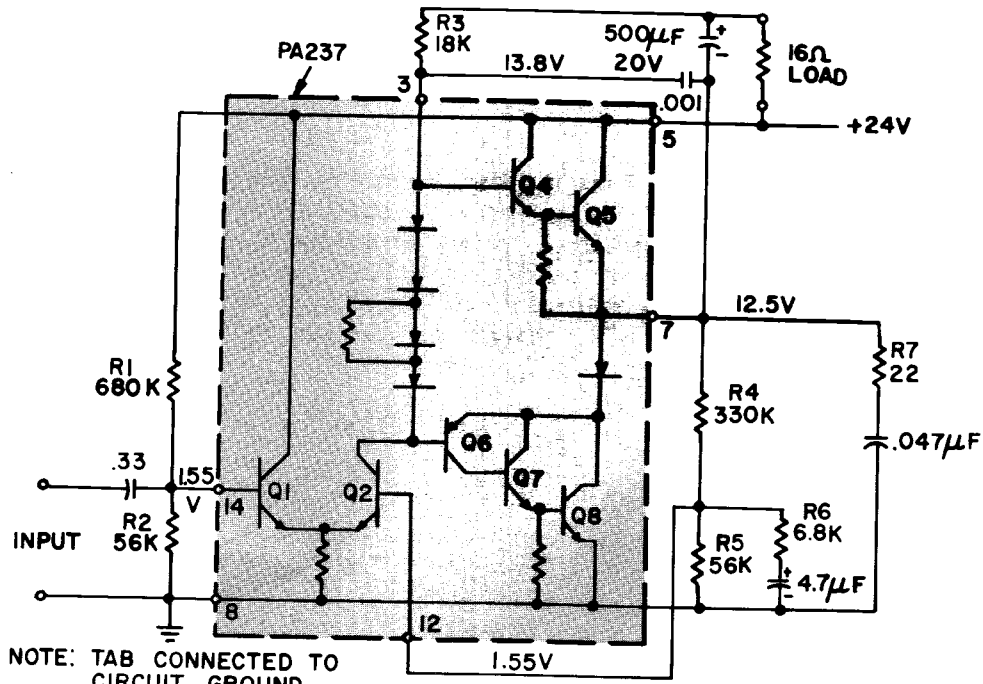 R3
18K
PA237
500µF
+
-
20V
16Ω
LOAD
13.8V
3
.001
5
+24V
Q4
Q5
7
12.5V
R1
680K
R7
22
R4
330K
.047µF
.33
1.55
V
14
Q1
Q2
Q6
Q7
Q8
R2
56K
INPUT
R5
56K
R6
6.8K
+
-
4.7µF
8
12
1.55V
NOTE: TAB CONNECTED TO
CIRCUIT GROUND